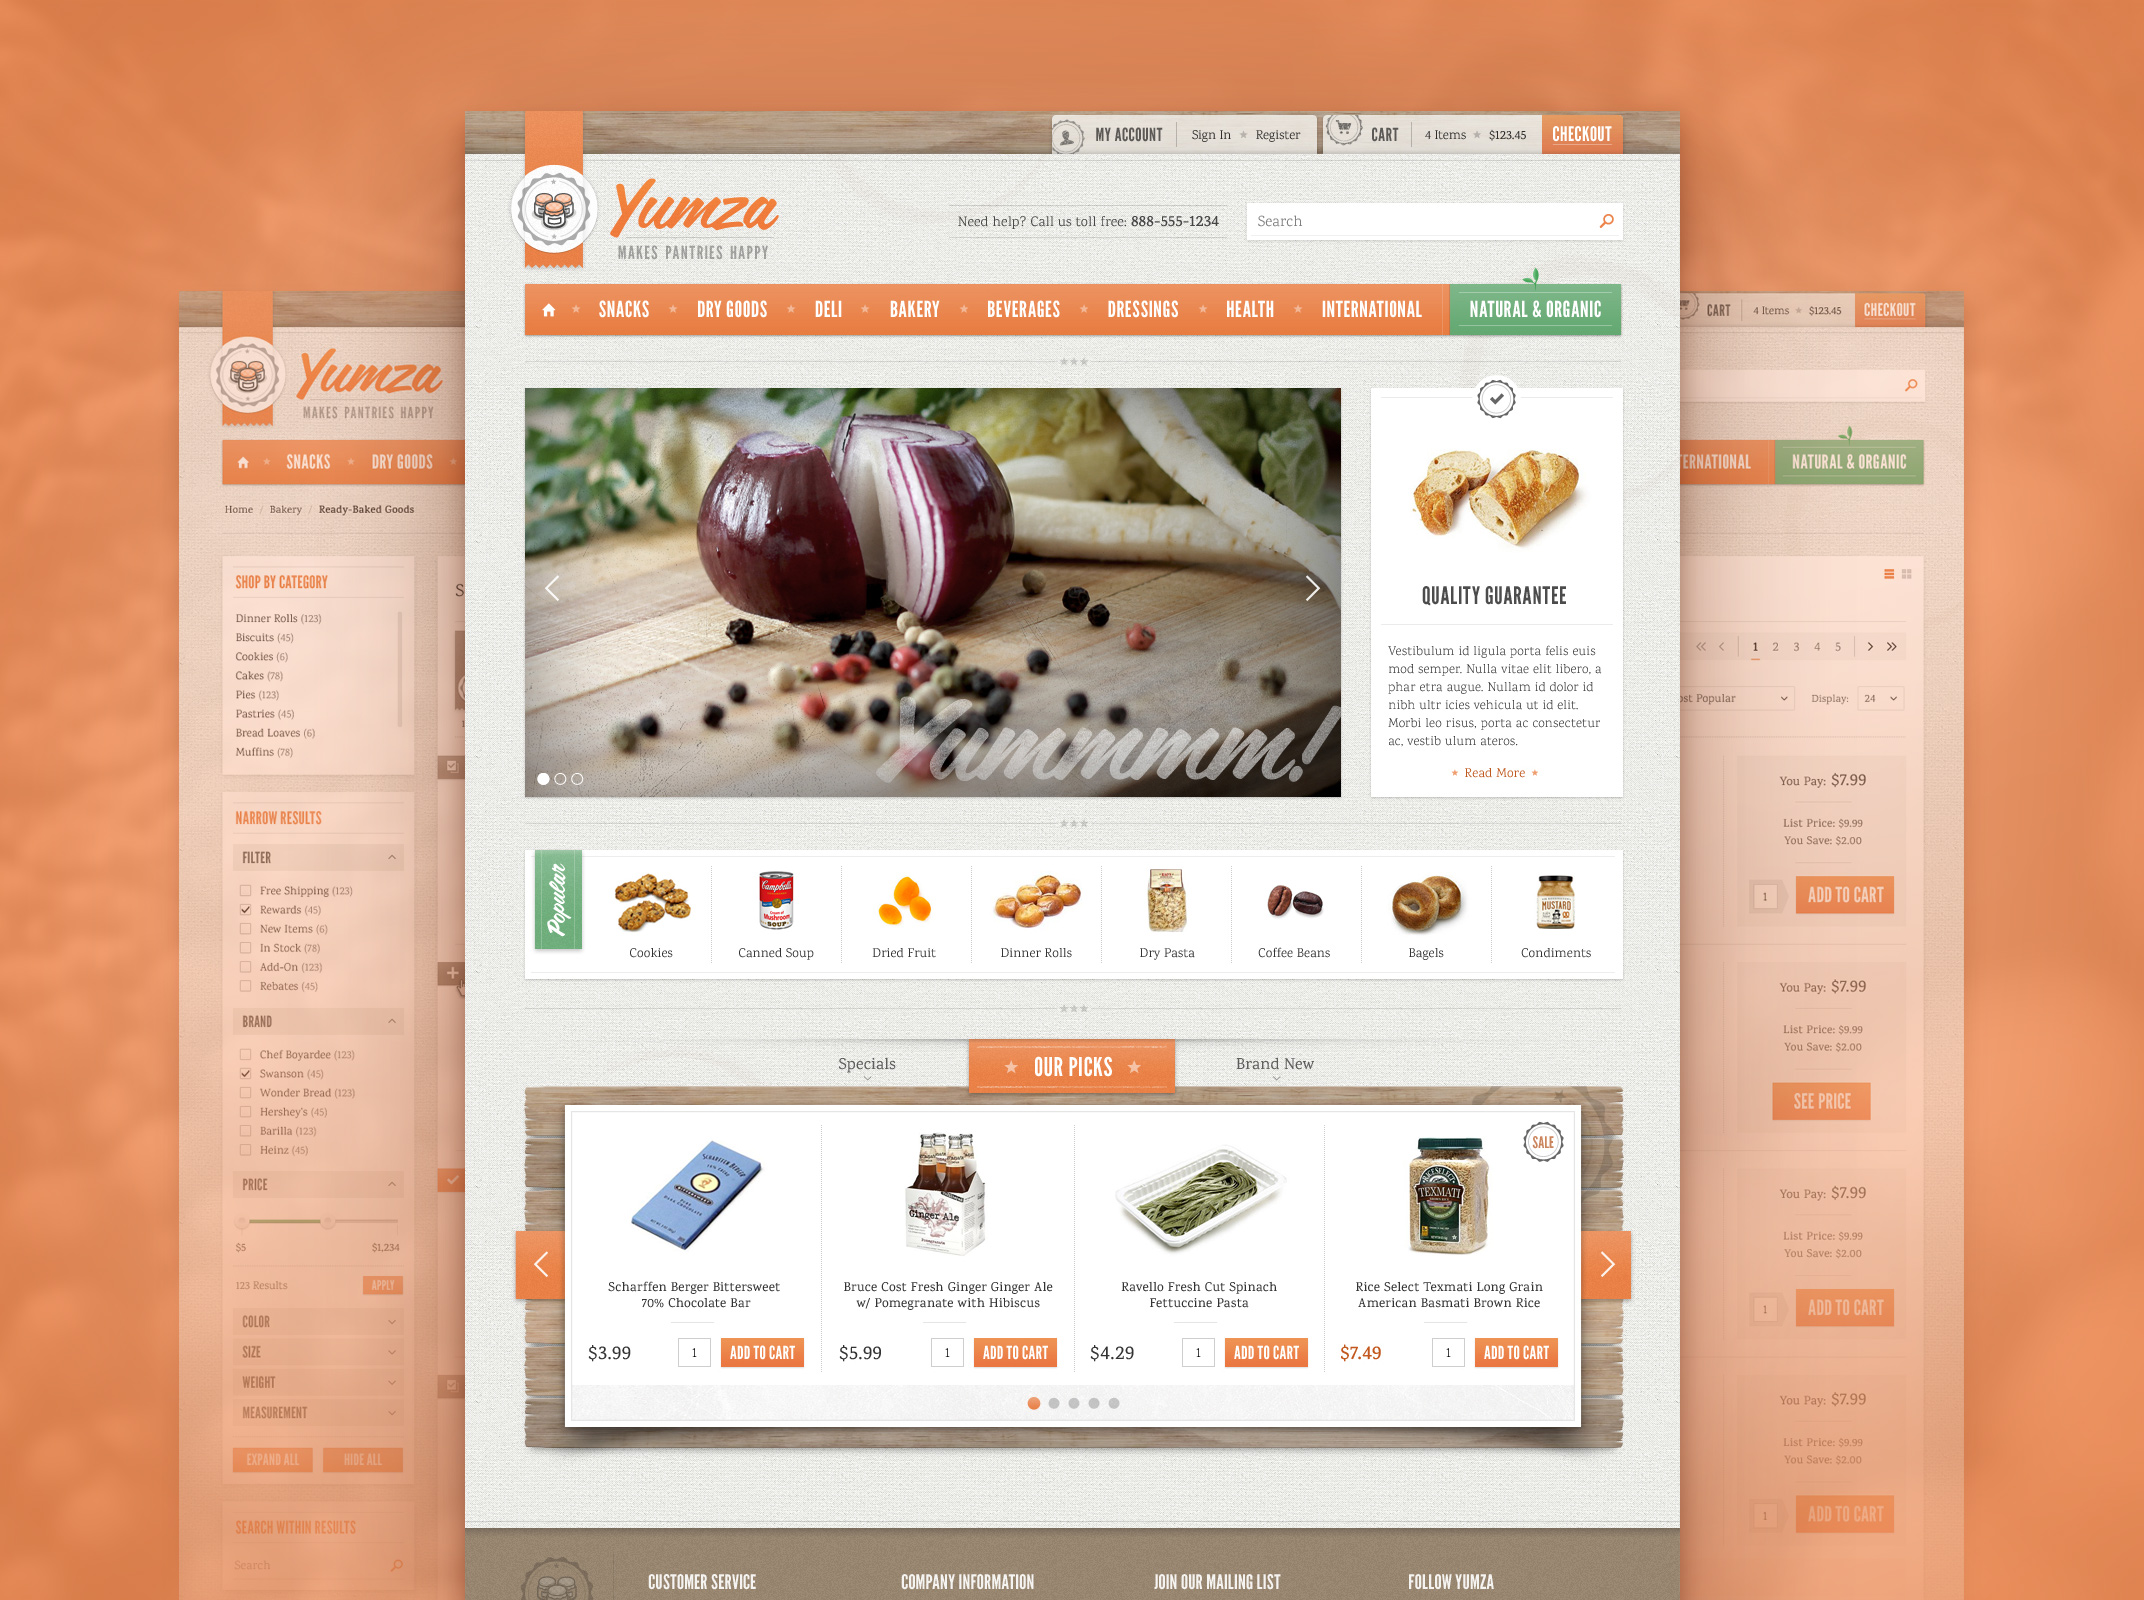 MY ACCOUNT
Sign In ★ Register
CART
4 Items ★ $123.45
CHECKOUT
Yumza
MAKES PANTRIES HAPPY
Need help? Call us toll free: 888-555-1234
Search
SNACKS ★ DRY GOODS ★ DELI ★ BAKERY ★ BEVERAGES ★ DRESSINGS ★ HEALTH ★ INTERNATIONAL
NATURAL & ORGANIC
Yummmm!
QUALITY GUARANTEE
Vestibulum id ligula porta felis euis
mod semper. Nulla vitae elit libero, a
phar etra augue. Nullam id dolor id
nibh ultr icies vehicula ut id elit.
Morbi leo risus, porta ac consectetur
ac, vestib ulum ateros.
★ Read More ★
Popular
Cookies
Campbell's
Mushroom
SOUP
Canned Soup
Dried Fruit
Dinner Rolls
Dry Pasta
Coffee Beans
Bagels
MUSTARD
Condiments
Specials
★ OUR PICKS ★
Brand New
SCHARFFEN BERGER
Ginger Ale
RICE SELECT
TEXMATI
SALE
Scharffen Berger Bittersweet
70% Chocolate Bar
$3.99
1
ADD TO CART
Bruce Cost Fresh Ginger Ginger Ale
w/ Pomegranate with Hibiscus
$5.99
1
ADD TO CART
Ravello Fresh Cut Spinach
Fettuccine Pasta
$4.29
1
ADD TO CART
Rice Select Texmati Long Grain
American Basmati Brown Rice
$7.49
1
ADD TO CART
CUSTOMER SERVICE
COMPANY INFORMATION
JOIN OUR MAILING LIST
FOLLOW YUMZA
Yumza
MAKES PANTRIES HAPPY
★ SNACKS ★ DRY GOODS ★
Home / Bakery / Ready-Baked Goods
SHOP BY CATEGORY
Dinner Rolls (123)
Biscuits (45)
Cookies (6)
Cakes (78)
Pies (123)
Pastries (45)
Bread Loaves (6)
Muffins (78)
NARROW RESULTS
FILTER
Free Shipping (123)
Rewards (45)
New Items (6)
In Stock (78)
Add-On (123)
Rebates (45)
BRAND
Chef Boyardee (123)
Swanson (45)
Wonder Bread (123)
Hershey's (45)
Barilla (123)
Heinz (45)
PRICE
$5
$1,234
123 Results
APPLY
COLOR
SIZE
WEIGHT
MEASUREMENT
EXPAND ALL
HIDE ALL
SEARCH WITHIN RESULTS
Search
CART
4 Items ★ $123.45
CHECKOUT
ERNATIONAL
NATURAL & ORGANIC
1 2 3 4 5
st Popular
Display: 24
You Pay: $7.99
List Price: $9.99
You Save: $2.00
1
ADD TO CART
You Pay: $7.99
List Price: $9.99
You Save: $2.00
SEE PRICE
You Pay: $7.99
List Price: $9.99
You Save: $2.00
1
ADD TO CART
You Pay: $7.99
List Price: $9.99
You Save: $2.00
1
ADD TO CART